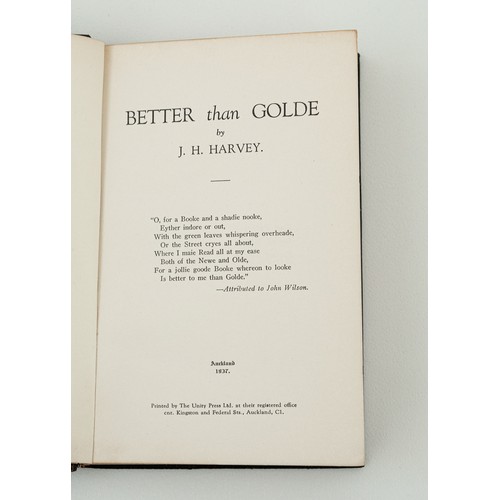 BETTER than GOLDE
by
J. H. HARVEY.
"O, for a Booke and a shadie nooke,
Eyther indore or out,
With the green leaves whispering overheade,
Or the Street cryes all about,
Where I maie Read all at my ease
Both of the Newe and Olde,
For a jollie goode Booke whereon to looke
Is better to me than Golde."
—Attributed to John Wilson.
Auckland
1937.
Printed by The Unity Press Ltd. at their registered office
cnr. Kingston and Federal Sts., Auckland, C1.